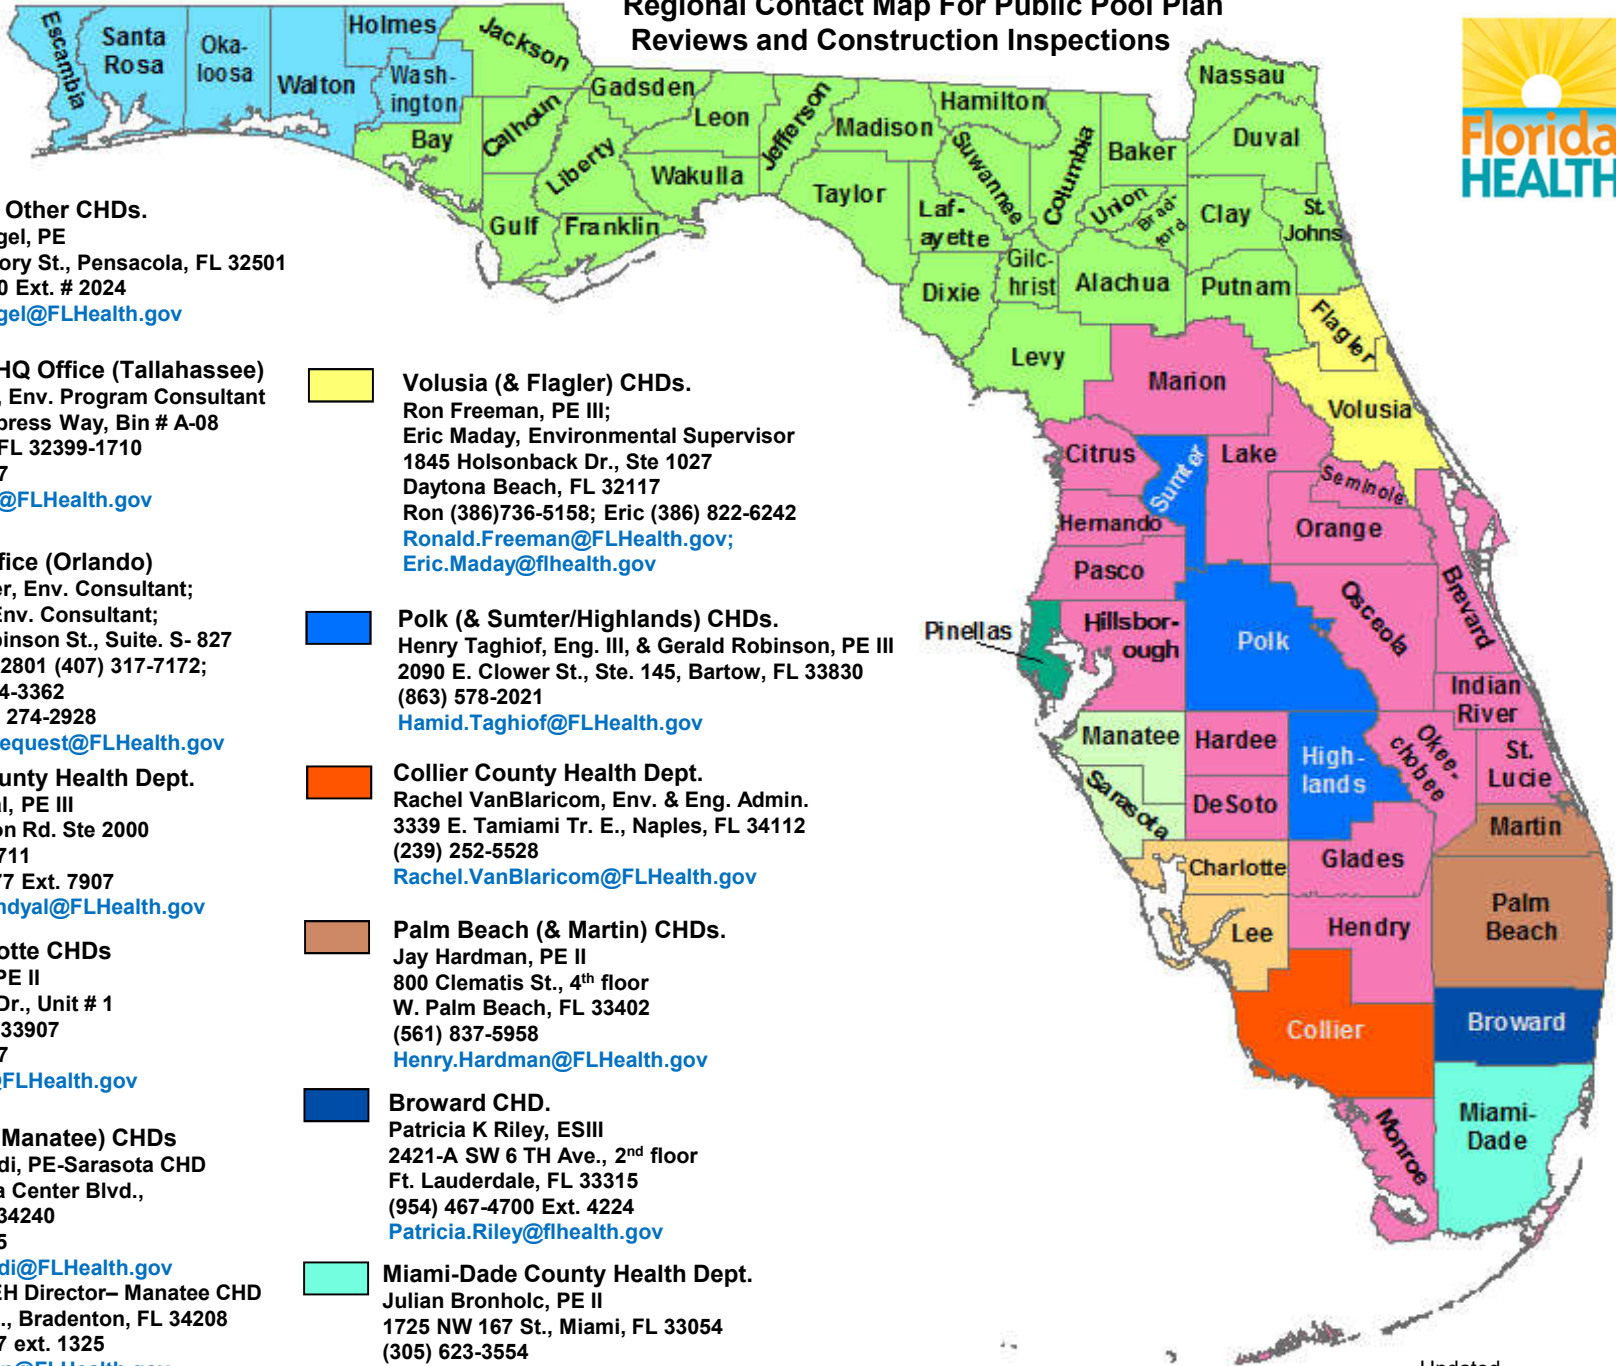 Regional Contact Map For Public Pool Plan
Reviews and Construction Inspections
Florida
HEALTH
Other CHDs.
gel, PE
ory St., Pensacola, FL 32501
0 Ext. # 2024
gel@FLHealth.gov
HQ Office (Tallahassee)
, Env. Program Consultant
press Way, Bin # A-08
FL 32399-1710
7
@FLHealth.gov
fice (Orlando)
er, Env. Consultant;
Env. Consultant;
binson St., Suite. S- 827
2801 (407) 317-7172;
4-3362
274-2928
equest@FLHealth.gov
unty Health Dept.
al, PE III
on Rd. Ste 2000
711
77 Ext. 7907
ndyal@FLHealth.gov
otte CHDs
PE II
Dr., Unit # 1
33907
7
@FLHealth.gov
Manatee) CHDs
di, PE-Sarasota CHD
a Center Blvd.,
34240
5
di@FLHealth.gov
EH Director– Manatee CHD
., Bradenton, FL 34208
7 ext. 1325
n@FLHealth.gov
Volusia (& Flagler) CHDs.
Ron Freeman, PE III;
Eric Maday, Environmental Supervisor
1845 Holsonback Dr., Ste 1027
Daytona Beach, FL 32117
Ron (386)736-5158; Eric (386) 822-6242
Ronald.Freeman@FLHealth.gov;
Eric.Maday@flhealth.gov
Polk (& Sumter/Highlands) CHDs.
Henry Taghiof, Eng. III, & Gerald Robinson, PE III
2090 E. Clower St., Ste. 145, Bartow, FL 33830
(863) 578-2021
Hamid.Taghiof@FLHealth.gov
Collier County Health Dept.
Rachel VanBlaricom, Env. & Eng. Admin.
3339 E. Tamiami Tr. E., Naples, FL 34112
(239) 252-5528
Rachel.VanBlaricom@FLHealth.gov
Palm Beach (& Martin) CHDs.
Jay Hardman, PE II
800 Clematis St., 4th floor
W. Palm Beach, FL 33402
(561) 837-5958
Henry.Hardman@FLHealth.gov
Broward CHD.
Patricia K Riley, ESIII
2421-A SW 6 TH Ave., 2nd floor
Ft. Lauderdale, FL 33315
(954) 467-4700 Ext. 4224
Patricia.Riley@flhealth.gov
Miami-Dade County Health Dept.
Julian Bronholc, PE II
1725 NW 167 St., Miami, FL 33054
(305) 623-3554
Escambia
Santa
Rosa
Oka-
loosa
Walton
Holmes
Wash-
ington
Jackson
Bay
Calhoun
Gulf
Liberty
Gadsden
Franklin
Leon
Wakulla
Jefferson
Madison
Taylor
Hamilton
Suwannee
Laf-
ayette
Dixie
Columbia
Gilc-
hrist
Levy
Baker
Union
Brad-
ford
Alachua
Nassau
Duval
Clay
St.
Johns
Putnam
Flagler
Volusia
Marion
Citrus
Sumter
Lake
Seminole
Hernando
Orange
Pasco
Brevard
Osceola
Pinellas
Hillsbor-
ough
Polk
Indian
River
Manatee
Hardee
High-
lands
Okee-
chobee
St.
Lucie
Sarasota
DeSoto
Martin
Charlotte
Glades
Palm
Beach
Lee
Hendry
Collier
Broward
Monroe
Miami-
Dade
Updated